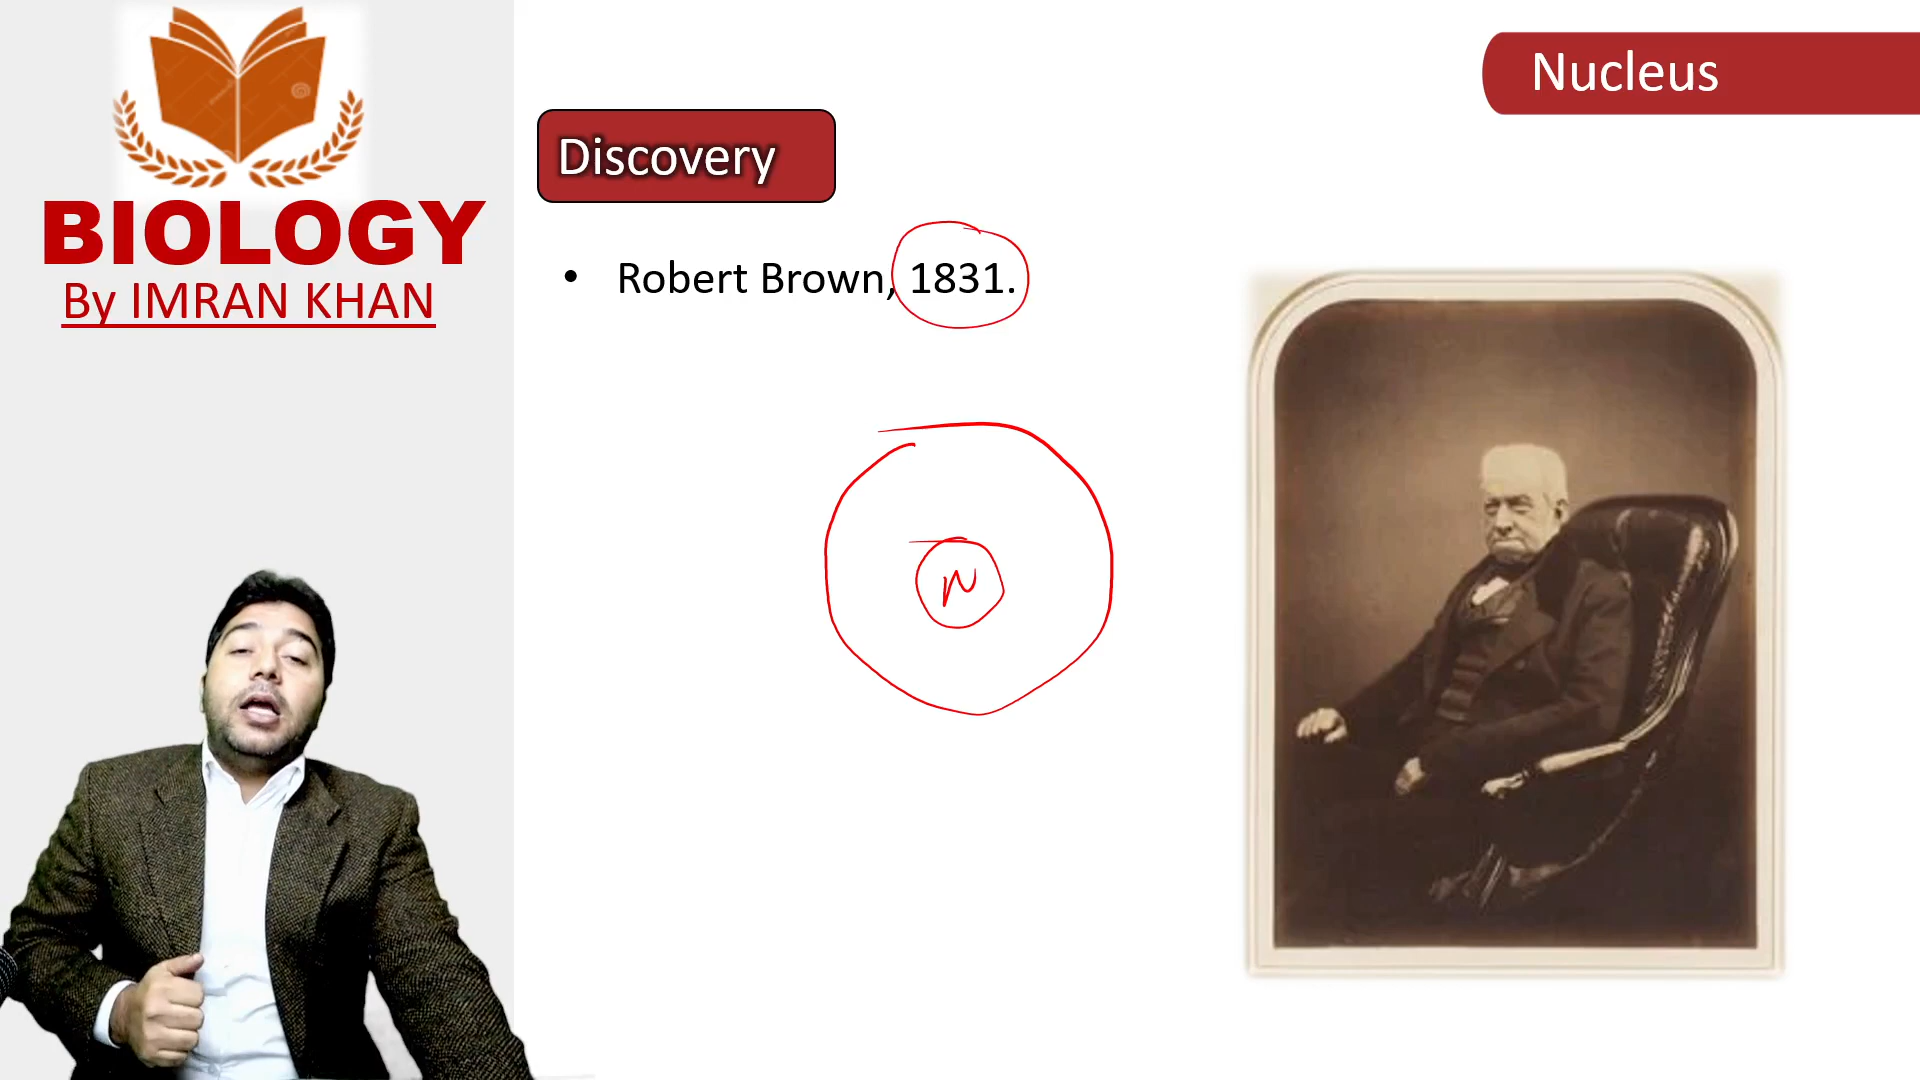 Nucleus
Discovery
BIOLOGY
By IMRAN KHAN
• Robert Brown, 1831.
N